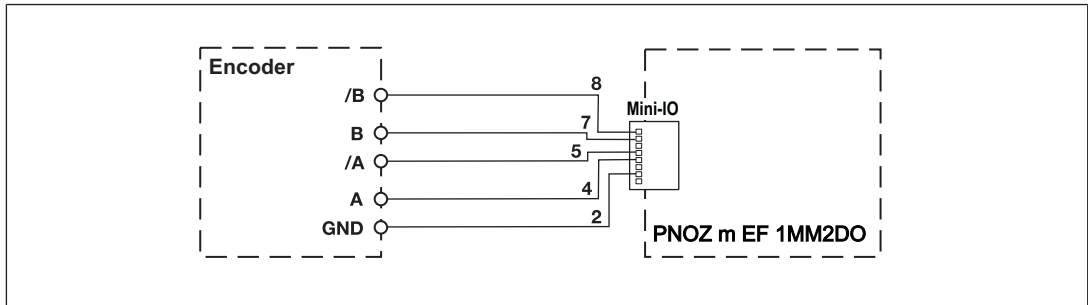 Encoder
/B 8
Mini-IO
B 7
/A 5
A 4
GND 2
PNOZ m EF 1MM2DO